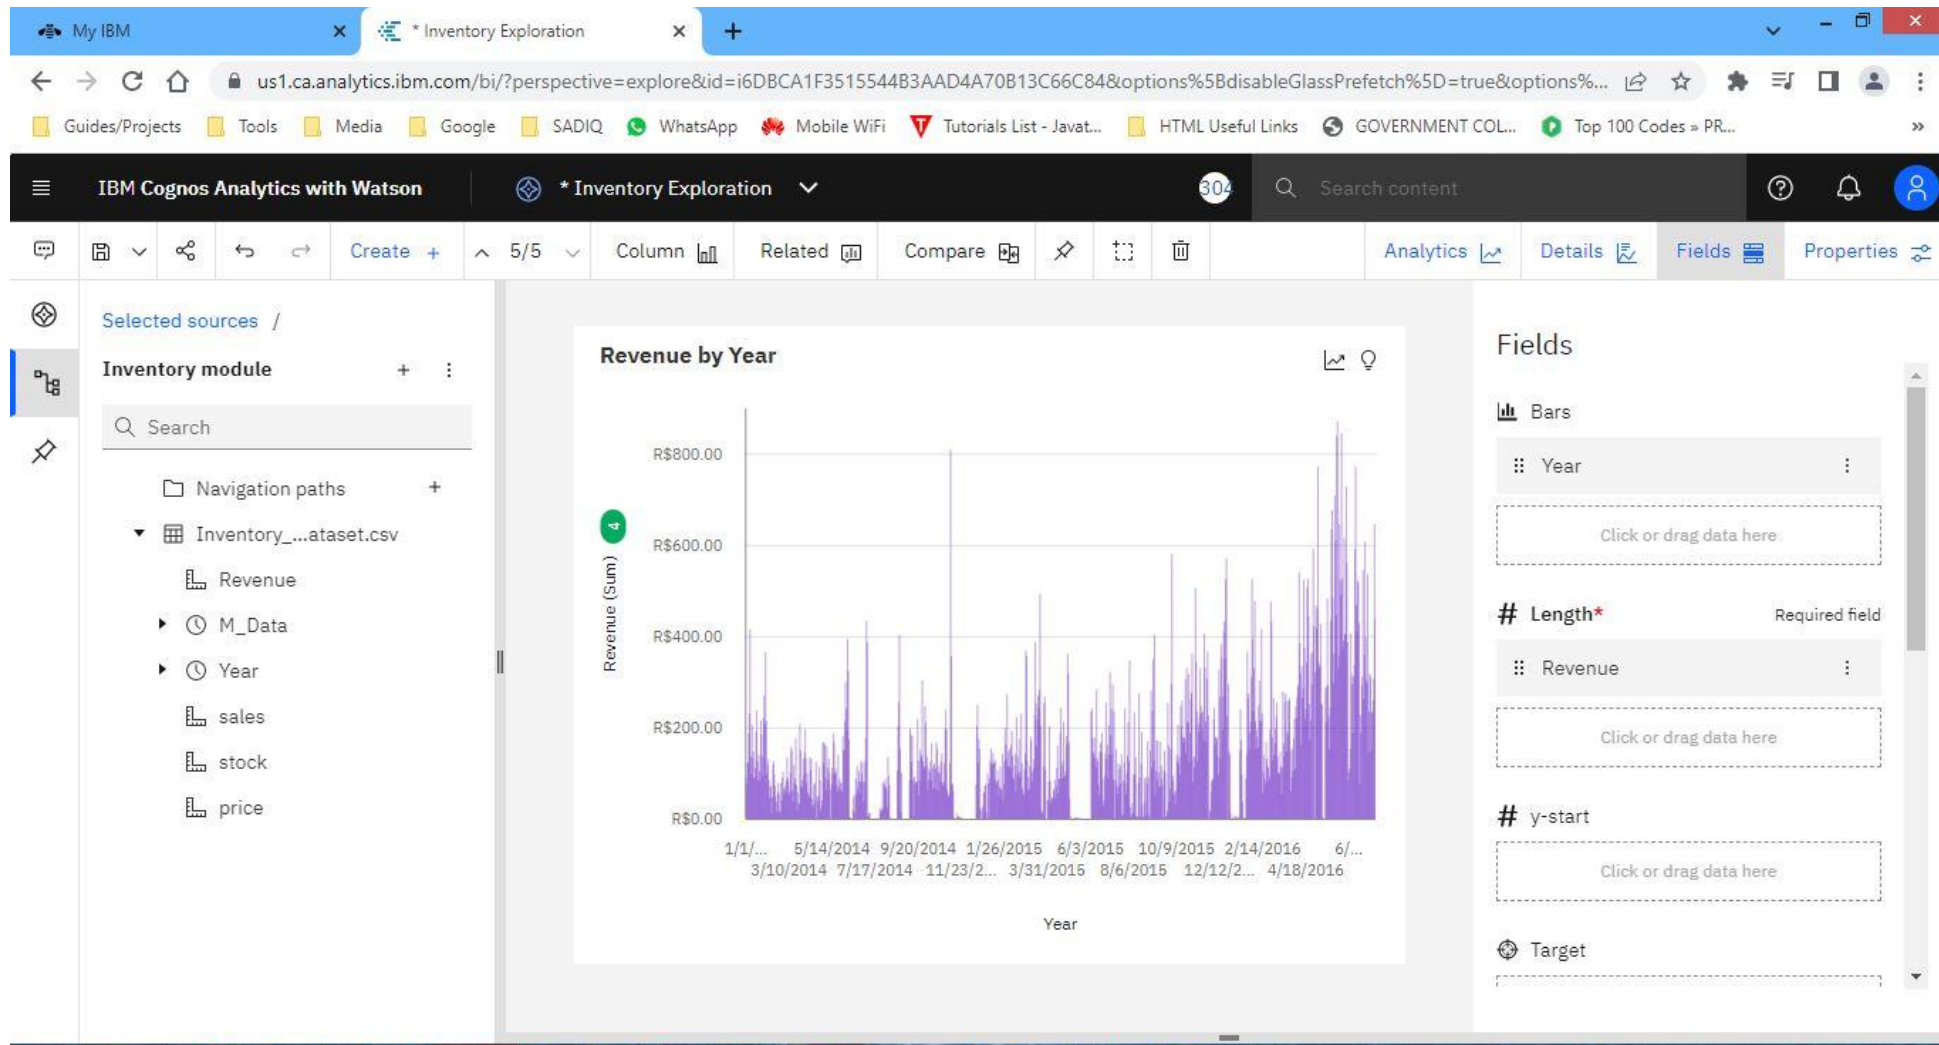 My IBM
* Inventory Exploration
us1.ca.analytics.ibm.com/bi/?perspective=explore&id=i6DBCA1F3515544B3AAD4A70B13C66C84&options%5BdisableGlassPrefetch%5D=true&options%...
Guides/Projects Tools Media Google SADIQ WhatsApp Mobile WiFi Tutorials List - Javat... HTML Useful Links GOVERNMENT COL... Top 100 Codes » PR... »
IBM Cognos Analytics with Watson * Inventory Exploration 304 Search content
Create + 5/5 Column Related Compare Analytics Details Fields Properties
Selected sources /
Inventory module
Search
Navigation paths
Inventory_...ataset.csv
Revenue
M_Data
Year
sales
stock
price
Revenue by Year
4
Revenue (Sum)
R$800.00
R$600.00
R$400.00
R$200.00
R$0.00
1/1/... 5/14/2014 9/20/2014 1/26/2015 6/3/2015 10/9/2015 2/14/2016 6/...
3/10/2014 7/17/2014 11/23/2... 3/31/2015 8/6/2015 12/12/2... 4/18/2016
Year
Fields
Bars
Year
Click or drag data here
# Length* Required field
Revenue
Click or drag data here
# y-start
Click or drag data here
Target